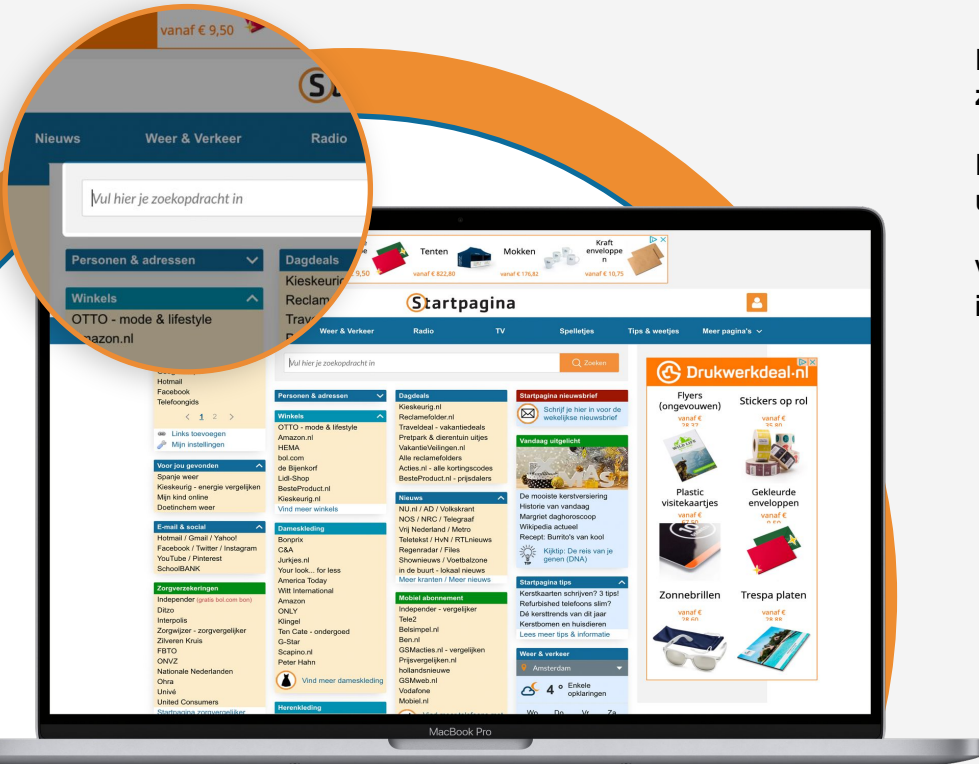 vanaf € 9,50
Nieuws
Weer & Verkeer
Radio
Vul hier je zoekopdracht in
Personen & adressen
Winkels
OTTO - mode & lifestyle
Dagdeals
Tenten
vanaf € 822,80
Mokken
vanaf € 176,82
Kraft
enveloppe
n
vanaf € 10,75
Startpagina
Weer & Verkeer
Radio
TV
Spelletjes
Tips & weetjes
Meer pagina's
Vul hier je zoekopdracht in
Zoeken
Hotmail
Facebook
Telefoongids
< 1 2 >
Links toevoegen
Mijn instellingen
Voor jou gevonden
Spanje weer
Kieskeurig - energie vergelijken
Mijn kind online
Doetinchem weer
E-mail & social
Hotmail / Gmail / Yahoo!
Facebook / Twitter / Instagram
YouTube / Pinterest
SchoolBANK
Zorgverzekeringen
Independer (gratis bol.com bon)
Ditzo
Interpolis
Zorgwijzer - zorgvergelijker
Zilveren Kruis
FBTO
ONVZ
Nationale Nederlanden
Ohra
Univé
United Consumers
Startpagina zorgvergelijker
Personen & adressen
Winkels
OTTO - mode & lifestyle
Amazon.nl
HEMA
bol.com
de Bijenkorf
Lidl-Shop
BesteProduct.nl
Kieskeurig.nl
Vind meer winkels
Dameskleding
Bonprix
C&A
Jurkjes.nl
Your look... for less
America Today
Witt International
Amazon
ONLY
Klingel
Ten Cate - ondergoed
G-Star
Scapino.nl
Peter Hahn
Vind meer dameskleding
Herenkleding
Dagdeals
Kieskeurig.nl
Reclamefolder.nl
Traveldeal - vakantiedeals
Pretpark & dierentuin uitjes
VakantieVeilingen.nl
Alle reclamefolders
Acties.nl - alle kortingscodes
BesteProduct.nl - prijsdalers
Nieuws
NU.nl / AD / Volkskrant
NOS / NRC / Telegraaf
Vrij Nederland / Metro
Teletekst / HvN / RTLnieuws
Regenradar / Files
Shownieuws / Voetbalzone
in de buurt - lokaal nieuws
Meer kranten / Meer nieuws
Mobiel abonnement
Independer - vergelijker
Tele2
Belsimpel.nl
Ben.nl
GSMacties.nl - vergelijken
Prijsvergelijken.nl
hollandsnieuwe
GSMweb.nl
Vodafone
Mobiel.nl
Startpagina nieuwsbrief
Schrijf je hier in voor de
wekelijkse nieuwsbrief
Vandaag uitgelicht
De mooiste kerstversiering
Historie van vandaag
Margriet daghoroscoop
Wikipedia actueel
Recept: Burrito's van kool
TIP
Kijktip: De reis van je
genen (DNA)
Startpagina tips
Kerstkaarten schrijven? 3 tips!
Refurbished telefoons slim?
Dé kersttrends van dit jaar
Kerstbomen en huisdieren
Lees meer tips & informatie
Weer & verkeer
Amsterdam
4 °
Enkele
opklaringen
Wo Do Vr Za
Drukwerkdeal.nl
Flyers
(ongevouwen)
vanaf €
Stickers op rol
vanaf €
Plastic
visitekaartjes
vanaf €
Gekleurde
enveloppen
vanaf €
Zonnebrillen
vanaf €
Trespa platen
vanaf €
MacBook Pro